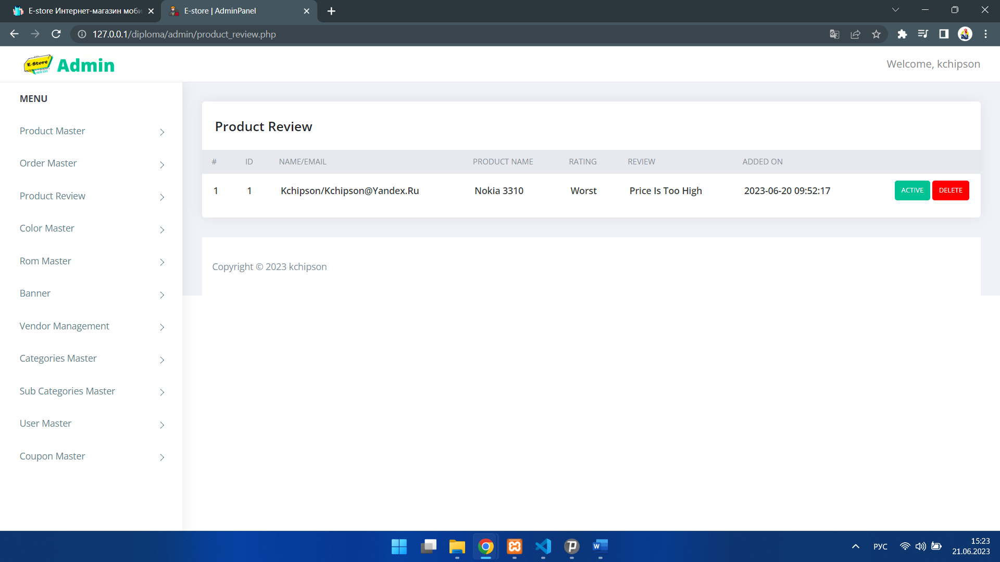 E-store Интернет-магазин моби
E-store | AdminPanel
127.0.0.1/diploma/admin/product_review.php
E-Store
Admin
Welcome, kchipson
MENU
Product Master
Order Master
Product Review
Color Master
Rom Master
Banner
Vendor Management
Categories Master
Sub Categories Master
User Master
Coupon Master
Product Review
# ID NAME/EMAIL PRODUCT NAME RATING REVIEW ADDED ON
1 1 Kchipson/Kchipson@Yandex.Ru Nokia 3310 Worst Price Is Too High 2023-06-20 09:52:17 ACTIVE DELETE
Copyright © 2023 kchipson
РУС
15:23
21.06.2023